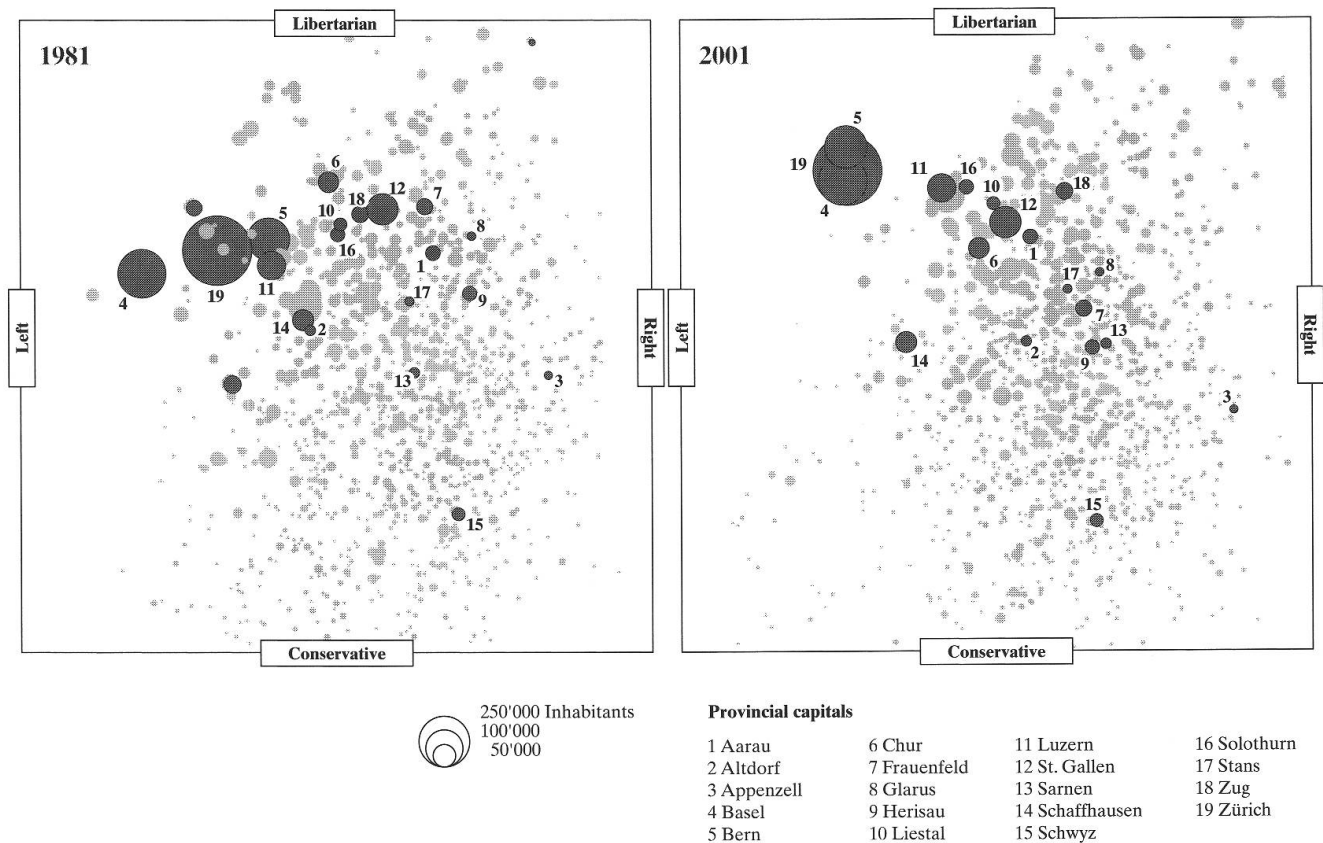 Libertarian
1981
6
5
10
18
12
7
16
8
1
4
19
11
17
9
14
2
13
3
15
Left
Right
Conservative
Libertarian
2001
5
19
4
11
16
10
18
12
6
1
8
17
7
13
14
2
9
3
15
Left
Right
Conservative
250'000 Inhabitants
100'000
50'000
Provincial capitals
1 Aarau
2 Altdorf
3 Appenzell
4 Basel
5 Bern
6 Chur
7 Frauenfeld
8 Glarus
9 Herisau
10 Liestal
11 Luzern
12 St. Gallen
13 Sarnen
14 Schaffhausen
15 Schwyz
16 Solothurn
17 Stans
18 Zug
19 Zürich